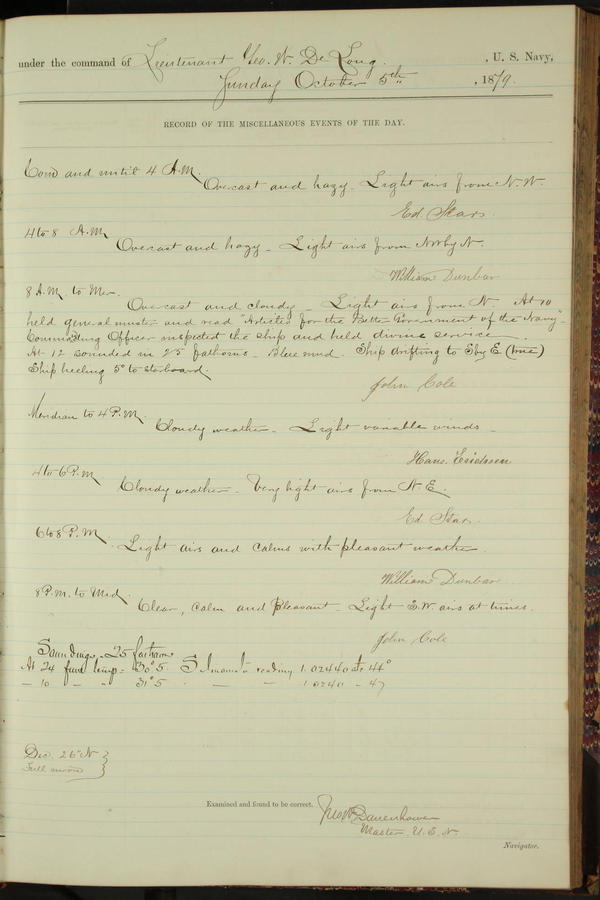 under the command of Lieutenant Geo. W. De Long, U. S. Navy,
Sunday October 5th, 1879.
RECORD OF THE MISCELLANEOUS EVENTS OF THE DAY.
Com̄ and until 4 A.M.
Overcast and hazy. Light airs from N.W.
Ed. Starr.
4 to 8 A.M.
Overcast and hazy - Light airs from NW by N.
William Dunbar
8 A.M. to Mer.
Overcast and cloudy - Light airs from N. At 10
held general muster and read "Articles for the Better Government of the Navy" -
Commanding Officer inspected the ship and held divine service.
At 12 sounded in 25 fathoms - Blue mud. Ship drifting to S by E (true)
Ship heeling 5° to starboard.
John Cole
Meridian to 4 P.M.
Cloudy weather - Light variable winds -
Hans. Erichsen
4 to 6 P.M.
Cloudy weather - Very light airs from N E.
Ed Starr.
6 to 8 P.M.
Light airs and calms with pleasant weather.
William Dunbar
8 P.m. to Mid.
Clear, calm and Pleasant - Light airs at times.
John Cole
Soundings 25 fathoms
At 24 temp = 30°5 reading 1.02440 at 44°
— 10 — — 31°5 — — 1.0240 - 47
Dec. 26° N }
Full moon }
Examined and found to be correct.
Jno W Danenhower
Master, U.S.N.
Navigator.